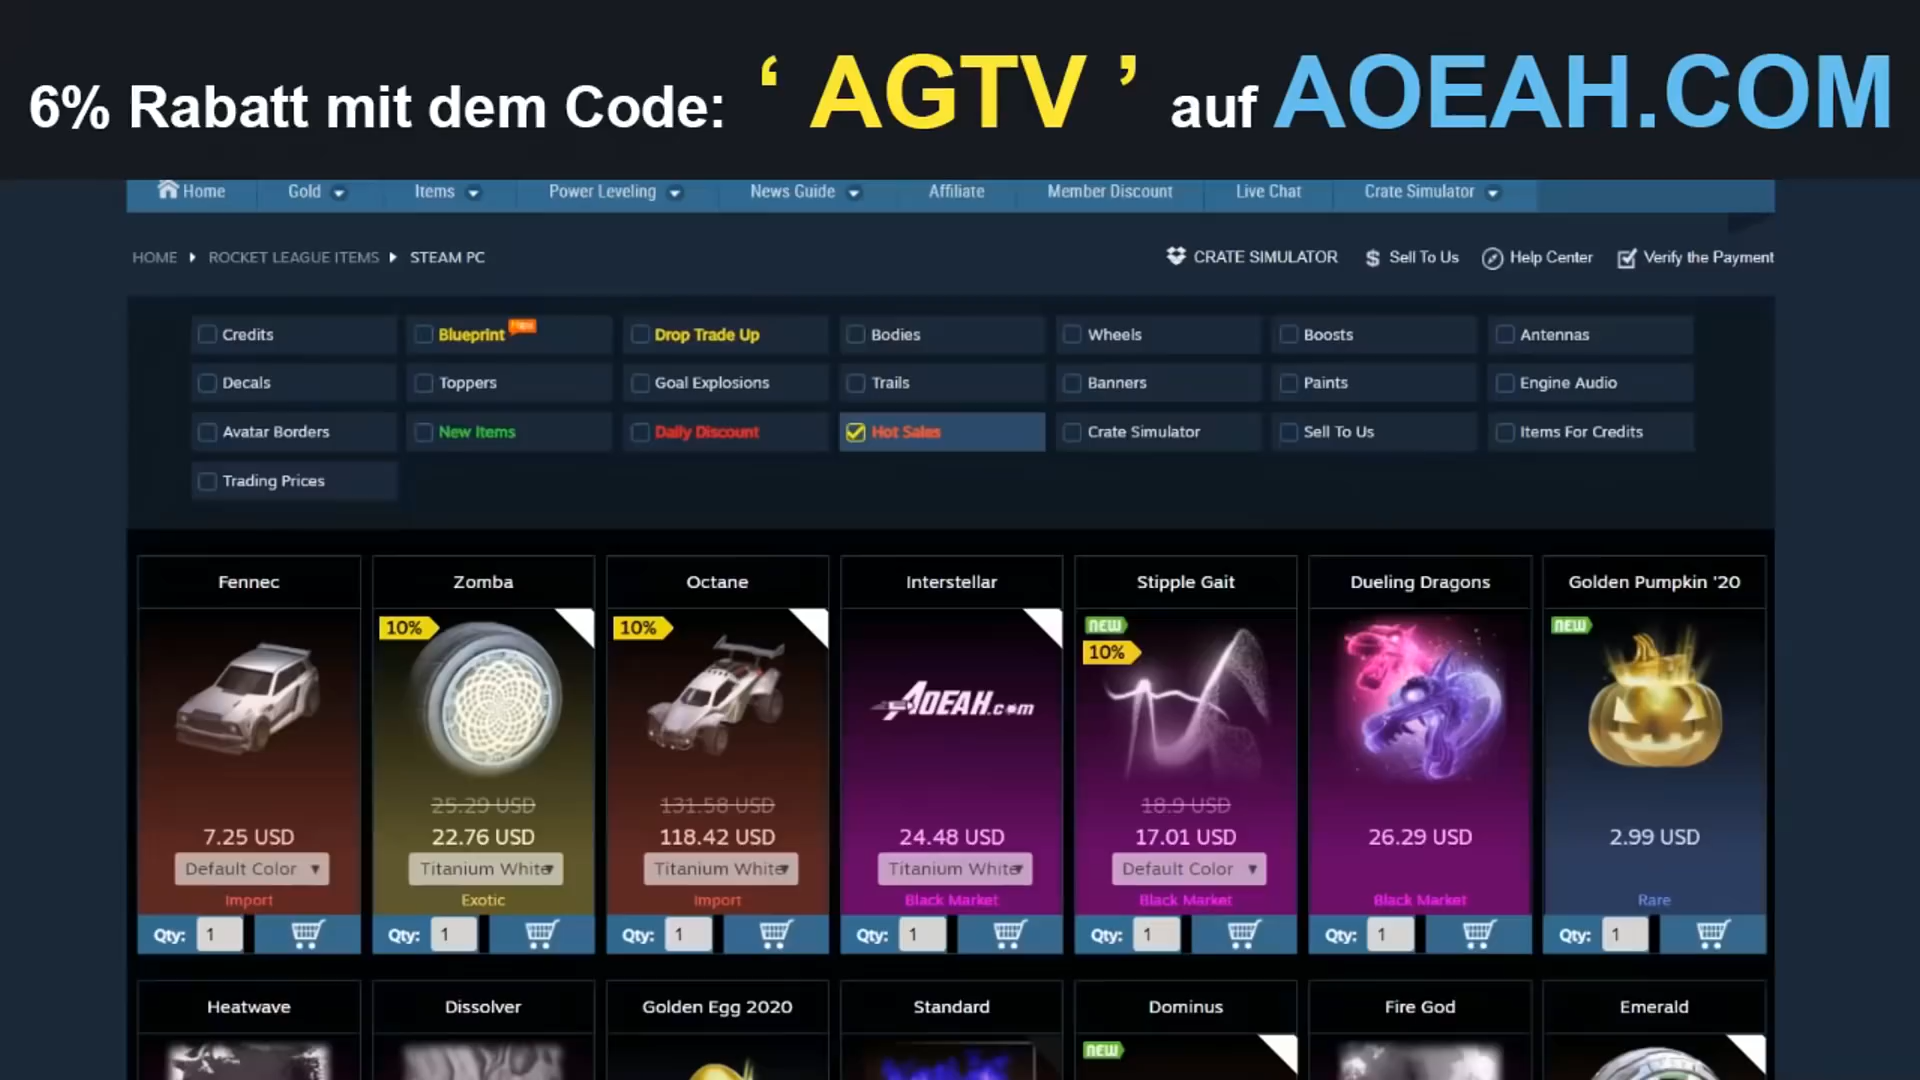 6% Rabatt mit dem Code: ‘ AGTV ’ auf AOEAH.COM
Home Gold Items Power Leveling News Guide Affiliate Member Discount Live Chat Crate Simulator
HOME ROCKET LEAGUE ITEMS STEAM PC CRATE SIMULATOR $ Sell To Us Help Center Verify the Payment
Credits Blueprint Drop Trade Up Bodies Wheels Boosts Antennas
Decals Toppers Goal Explosions Trails Banners Paints Engine Audio
Avatar Borders New Items Daily Discount Hot Sales Crate Simulator Sell To Us Items For Credits
Trading Prices
Fennec Zomba Octane Interstellar Stipple Gait Dueling Dragons Golden Pumpkin '20
10% 10% NEW NEW
10%
AOEAH.com
25.29 USD 131.58 USD 18.9 USD
7.25 USD 22.76 USD 118.42 USD 24.48 USD 17.01 USD 26.29 USD 2.99 USD
Default Color Titanium White Titanium White Titanium White Default Color
Import Exotic Import Black Market Black Market Black Market Rare
Qty: 1 Qty: 1 Qty: 1 Qty: 1 Qty: 1 Qty: 1 Qty: 1
Heatwave Dissolver Golden Egg 2020 Standard Dominus Fire God Emerald
NEW